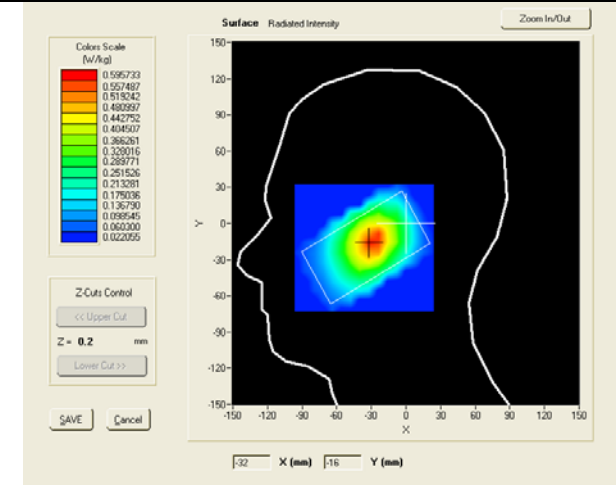 Surface Radiated Intensity
Zoom In/Out
Colors Scale
(W/kg)
0.595733
0.557487
0.519242
0.480997
0.442752
0.404507
0.366261
0.328016
0.289771
0.251526
0.213281
0.175036
0.136790
0.098545
0.060300
0.022055
Z-Cuts Control
<< Upper Cut
Z = 0.2 mm
Lower Cut >>
SAVE Cancel
150
120
90
60
30
0
-30
-60
-90
-120
-150
Y
-150 -120 -90 -60 -30 0 30 60 90 120 150
X
-32 X (mm) -16 Y (mm)